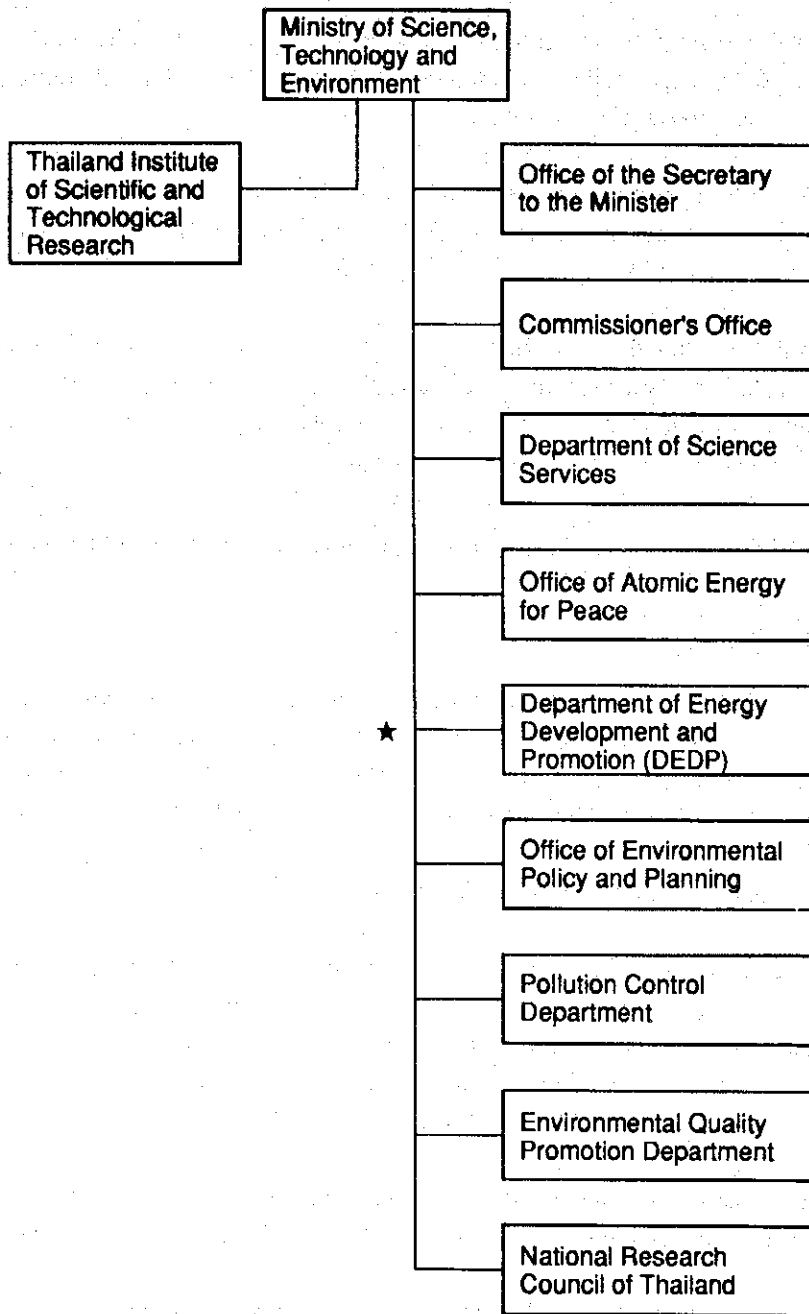 Ministry of Science,
Technology and
Environment
Thailand Institute
of Scientific and
Technological
Research
Office of the Secretary
to the Minister
Commissioner's Office
Department of Science
Services
Office of Atomic Energy
for Peace
★
Department of Energy
Development and
Promotion (DEDP)
Office of Environmental
Policy and Planning
Pollution Control
Department
Environmental Quality
Promotion Department
National Research
Council of Thailand